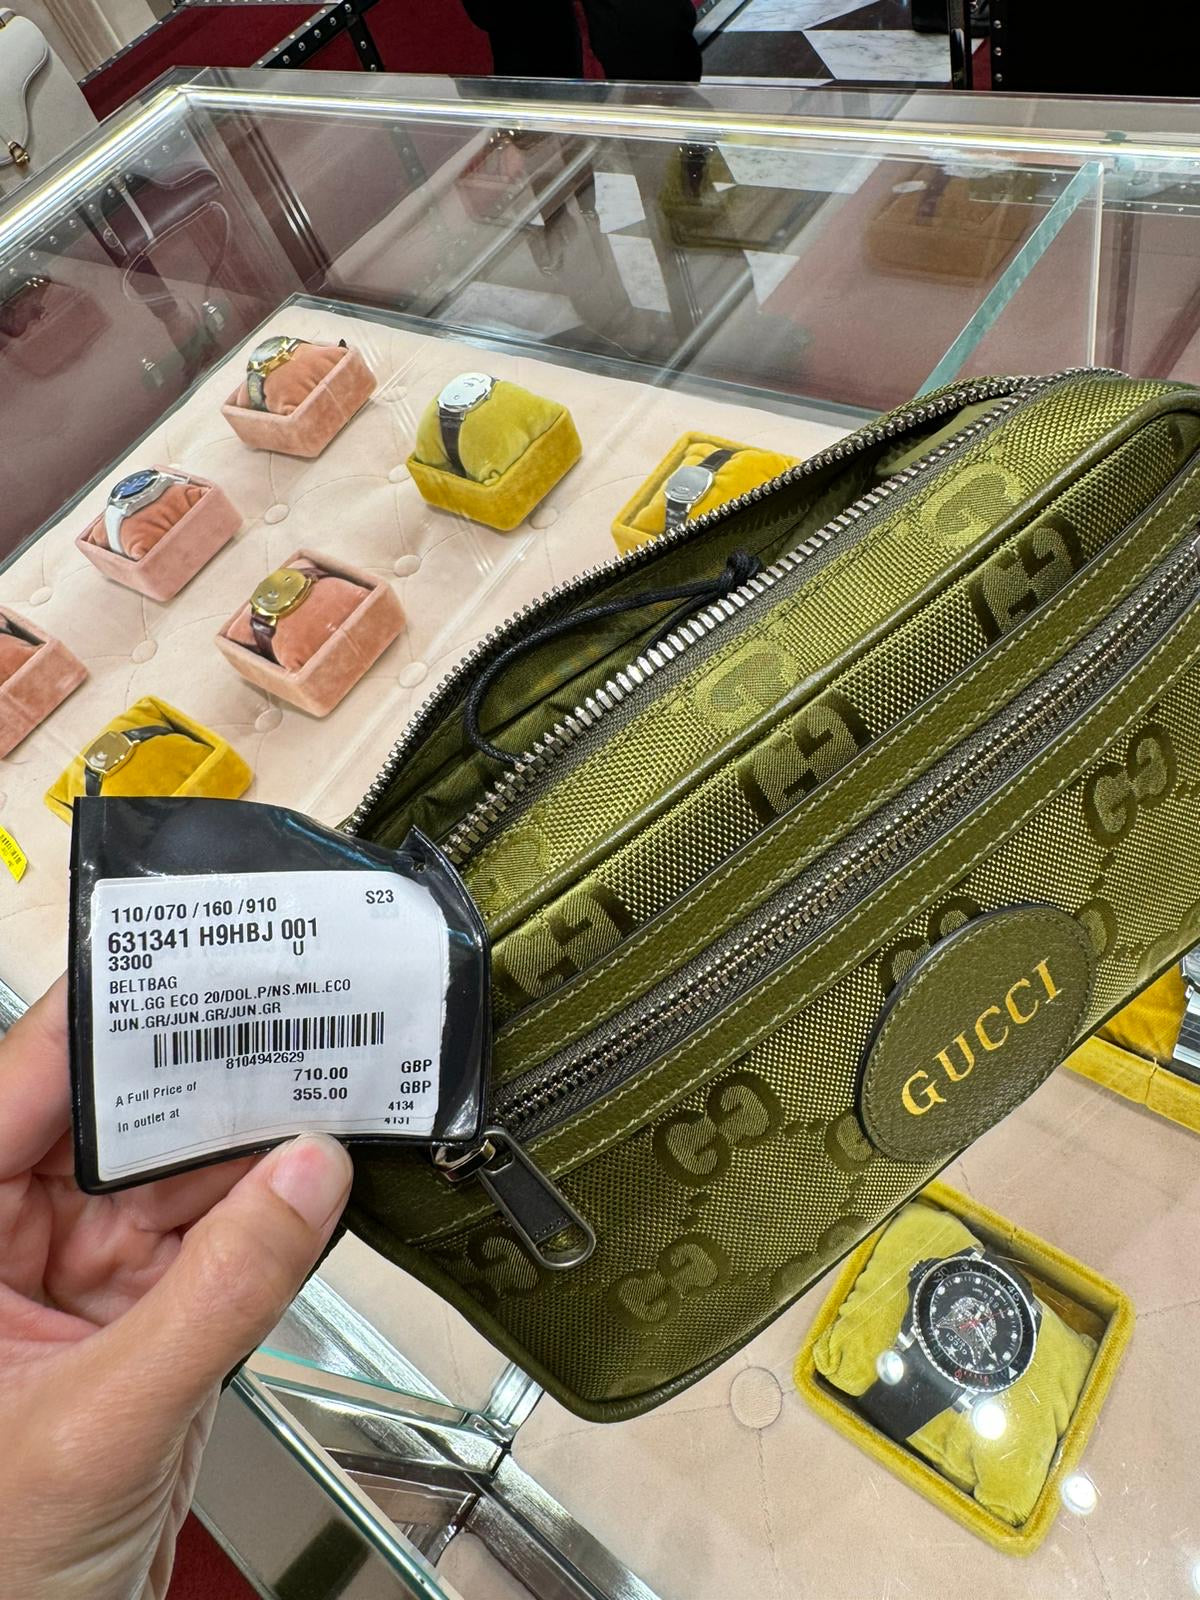 110/070 /160 /910 S23
631341 H9HBJ 001
U
3300
BELTBAG
NYL.GG ECO 20/DOL.P/NS.MIL.ECO
JUN.GR/JUN.GR/JUN.GR
8104942629
A Full Price of 710.00 GBP
In outlet at 355.00 GBP
4134
4131
GUCCI